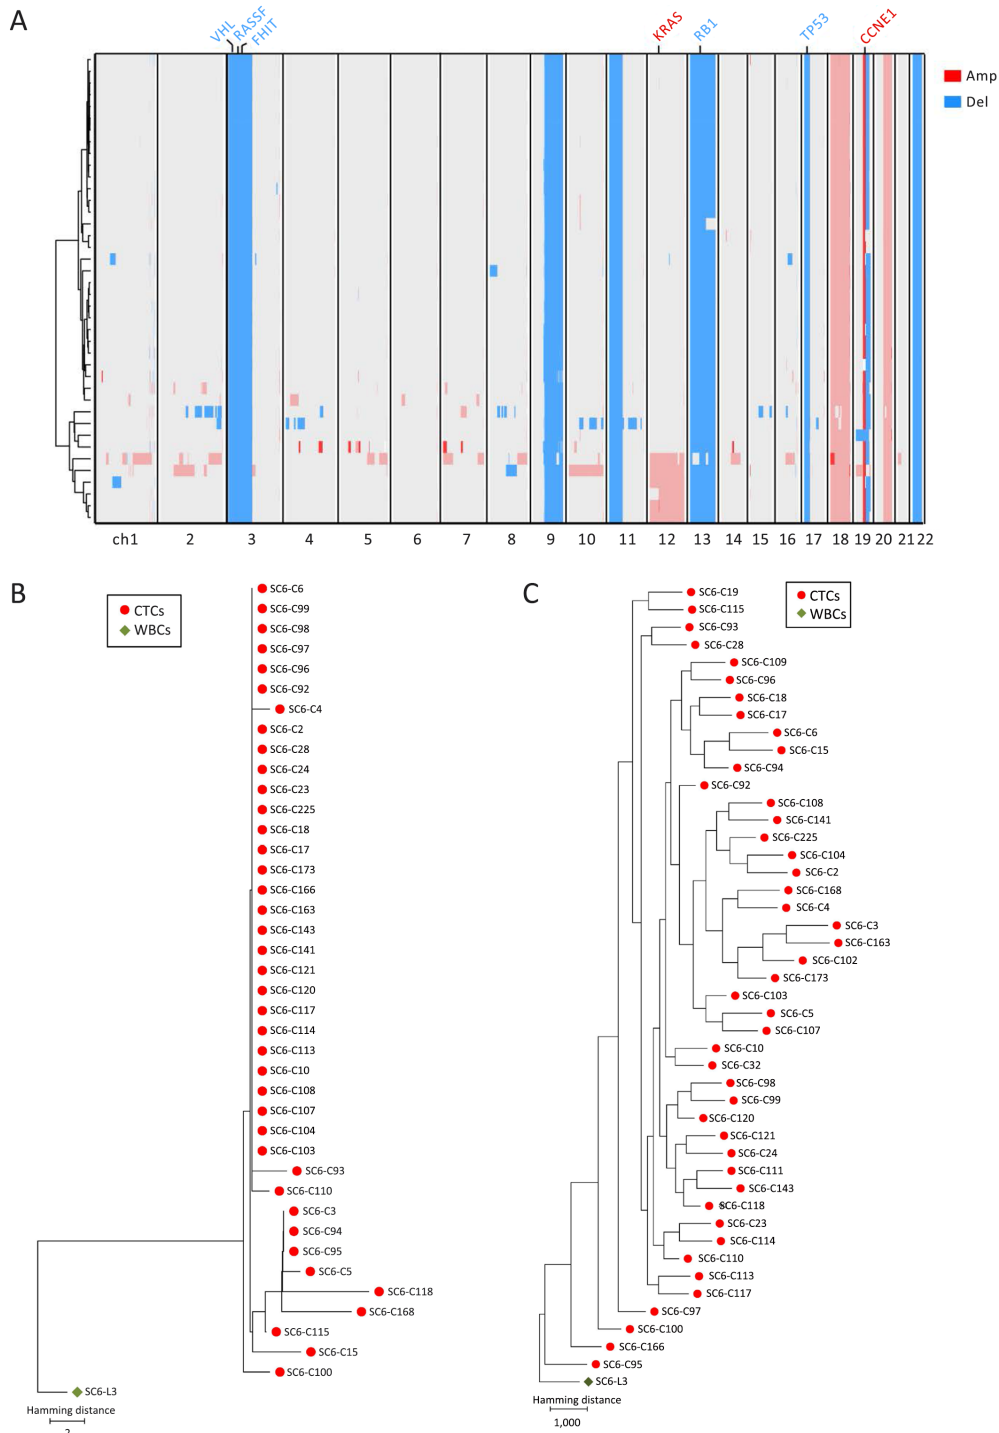 A
VHL
RASSF
FHIT
KRAS
RB1
TP53
CCNE1
Amp
Del
ch1 2 3 4 5 6 7 8 9 10 11 12 13 14 15 16 17 18 19 20 21 22
B
CTCs
WBCs
SC6-C6
SC6-C99
SC6-C98
SC6-C97
SC6-C96
SC6-C92
SC6-C4
SC6-C2
SC6-C28
SC6-C24
SC6-C23
SC6-C225
SC6-C18
SC6-C17
SC6-C173
SC6-C166
SC6-C163
SC6-C143
SC6-C141
SC6-C121
SC6-C120
SC6-C117
SC6-C114
SC6-C113
SC6-C10
SC6-C108
SC6-C107
SC6-C104
SC6-C103
SC6-C93
SC6-C110
SC6-C3
SC6-C94
SC6-C95
SC6-C5
SC6-C118
SC6-C168
SC6-C115
SC6-C15
SC6-C100
SC6-L3
Hamming distance
2
C
CTCs
WBCs
SC6-C19
SC6-C115
SC6-C93
SC6-C28
SC6-C109
SC6-C96
SC6-C18
SC6-C17
SC6-C6
SC6-C15
SC6-C94
SC6-C92
SC6-C108
SC6-C141
SC6-C225
SC6-C104
SC6-C2
SC6-C168
SC6-C4
SC6-C3
SC6-C163
SC6-C102
SC6-C173
SC6-C103
SC6-C5
SC6-C107
SC6-C10
SC6-C32
SC6-C98
SC6-C99
SC6-C120
SC6-C121
SC6-C24
SC6-C111
SC6-C143
SC6-C118
SC6-C23
SC6-C114
SC6-C110
SC6-C113
SC6-C117
SC6-C97
SC6-C100
SC6-C166
SC6-C95
SC6-L3
Hamming distance
1,000